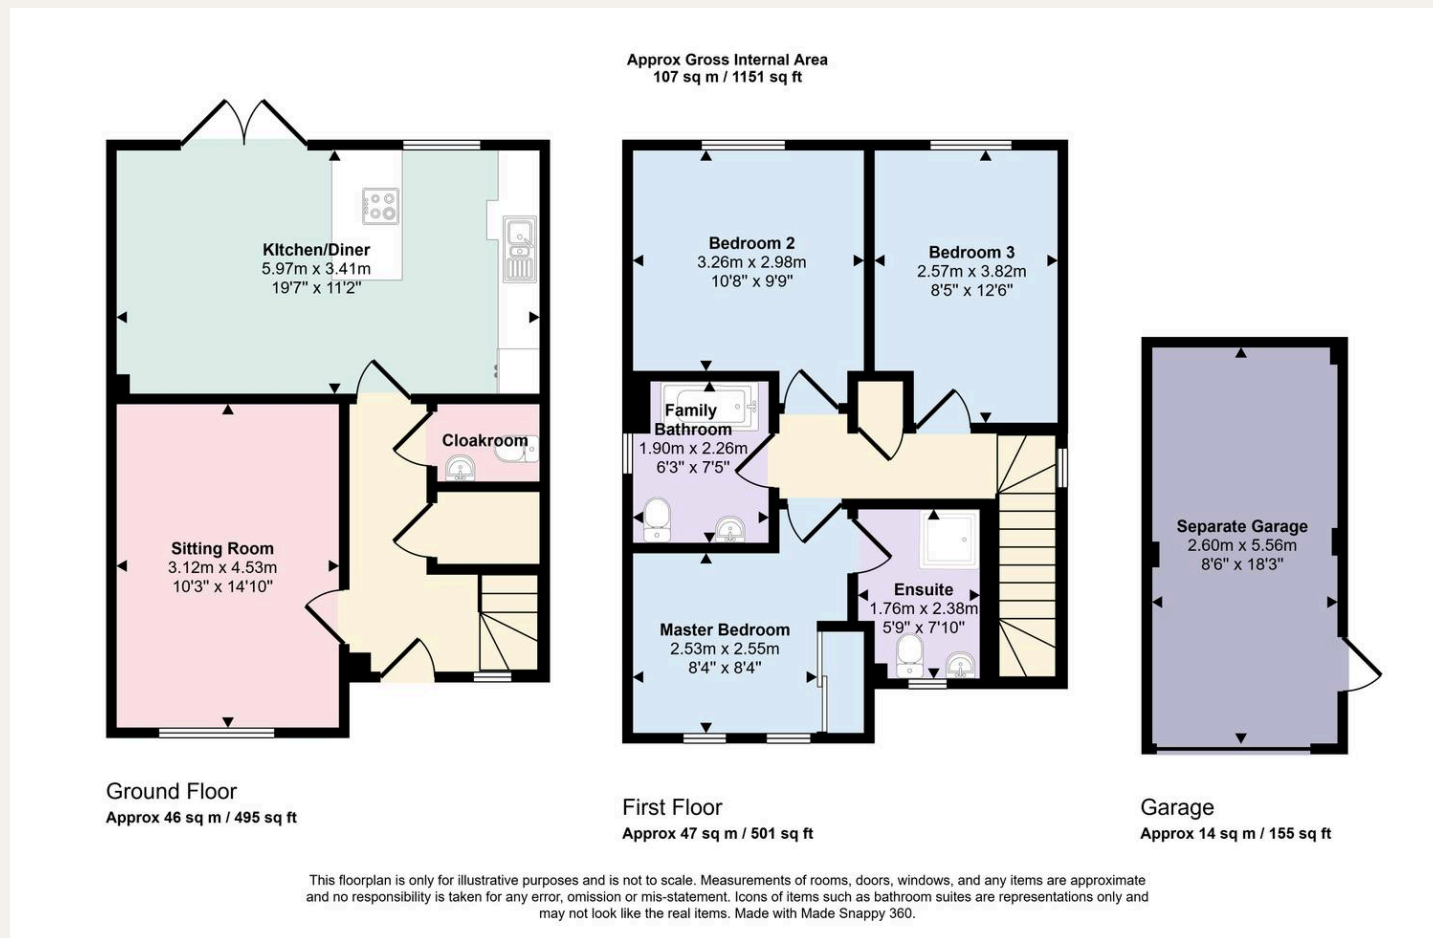 Approx Gross Internal Area
107 sq m / 1151 sq ft
KItchen/Diner
5.97m x 3.41m
19'7" x 11'2"
Cloakroom
Sitting Room
3.12m x 4.53m
10'3" x 14'10"
Ground Floor
Approx 46 sq m / 495 sq ft
Bedroom 2
3.26m x 2.98m
10'8" x 9'9"
Bedroom 3
2.57m x 3.82m
8'5" x 12'6"
Family
Bathroom
1.90m x 2.26m
6'3" x 7'5"
Ensuite
1.76m x 2.38m
5'9" x 7'10"
Master Bedroom
2.53m x 2.55m
8'4" x 8'4"
First Floor
Approx 47 sq m / 501 sq ft
Separate Garage
2.60m x 5.56m
8'6" x 18'3"
Garage
Approx 14 sq m / 155 sq ft
This floorplan is only for illustrative purposes and is not to scale. Measurements of rooms, doors, windows, and any items are approximate
and no responsibility is taken for any error, omission or mis-statement. Icons of items such as bathroom suites are representations only and
may not look like the real items. Made with Made Snappy 360.